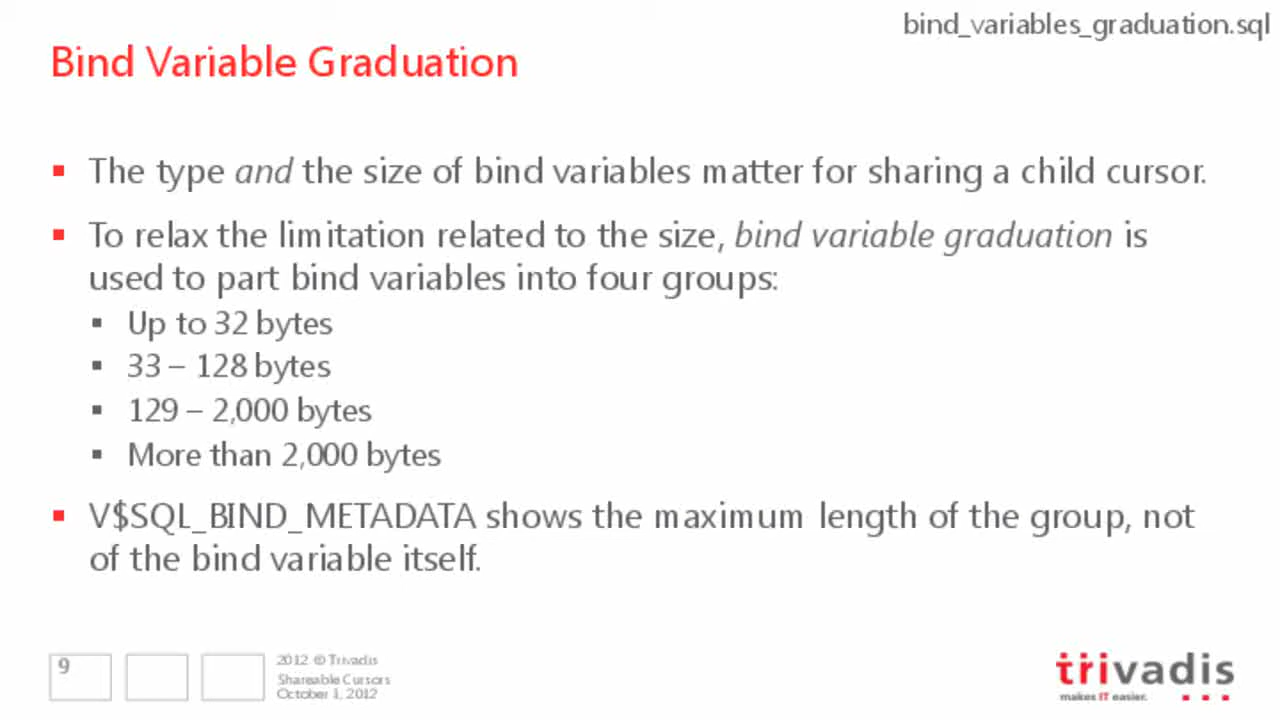 bind_variables_graduation.sql
Bind Variable Graduation
▪ The type and the size of bind variables matter for sharing a child cursor.
▪ To relax the limitation related to the size, bind variable graduation is
used to part bind variables into four groups:
▪ Up to 32 bytes
▪ 33 – 128 bytes
▪ 129 – 2,000 bytes
▪ More than 2,000 bytes
▪ V$SQL_BIND_METADATA shows the maximum length of the group, not
of the bind variable itself.
9
2012 © Trivadis
Shareable Cursors
October 1, 2012
trivadis
makes IT easier.